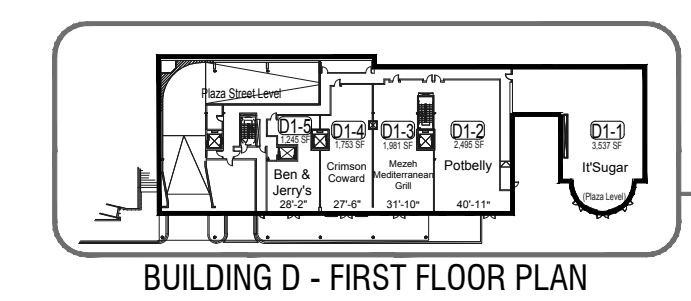 Plaza Street Level
D1-5
1,245 SF
Ben &
Jerry's
28'-2"
D1-4
1,753 SF
Crimson
Coward
27'-6"
D1-3
1,981 SF
Mezeh
Mediterranean
Grill
31'-10"
D1-2
2,495 SF
Potbelly
40'-11"
D1-1
3,537 SF
It'Sugar
(Plaza Level)
BUILDING D - FIRST FLOOR PLAN